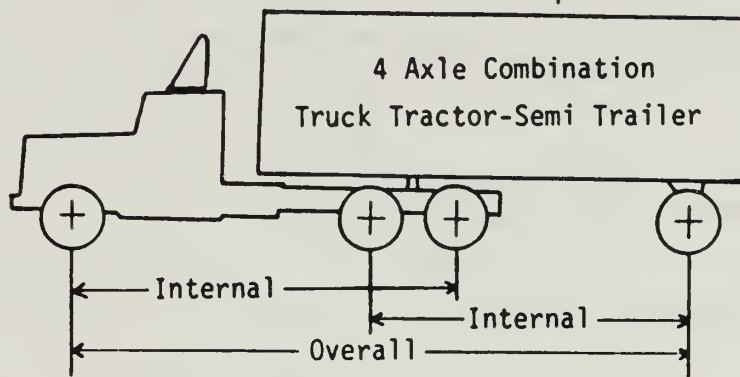 4 Axle Combination
Truck Tractor-Semi Trailer
Internal
Internal
Overall